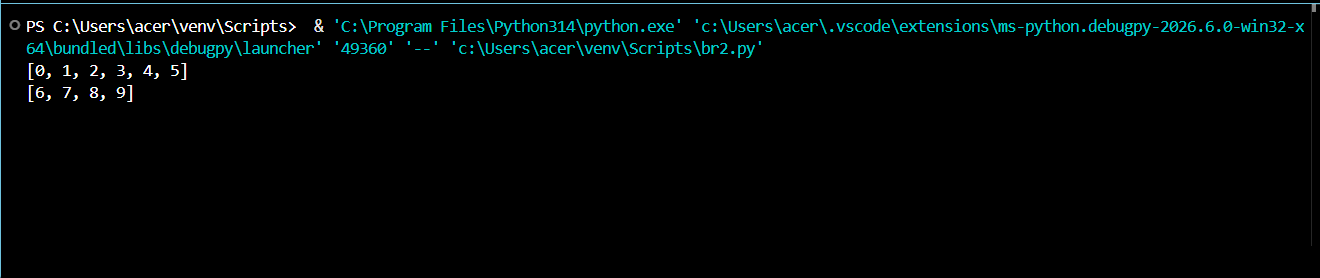 PS C:\Users\acer\venv\Scripts>  & 'C:\Program Files\Python314\python.exe' 'c:\Users\acer\.vscode\extensions\ms-python.debugpy-2026.6.0-win32-x
64\bundled\libs\debugpy\launcher' '49360' '--' 'c:\Users\acer\venv\Scripts\br2.py'
[0, 1, 2, 3, 4, 5]
[6, 7, 8, 9]